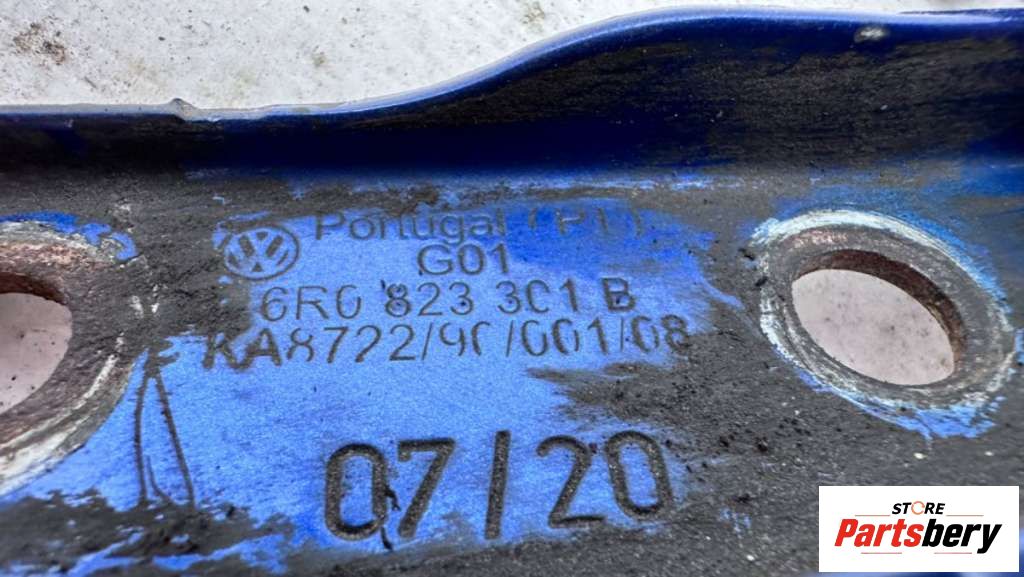 Portugal (PT)
G01
6R0 823 301 B
KA8722/90/001/08
07/20
STORE
Partsbery